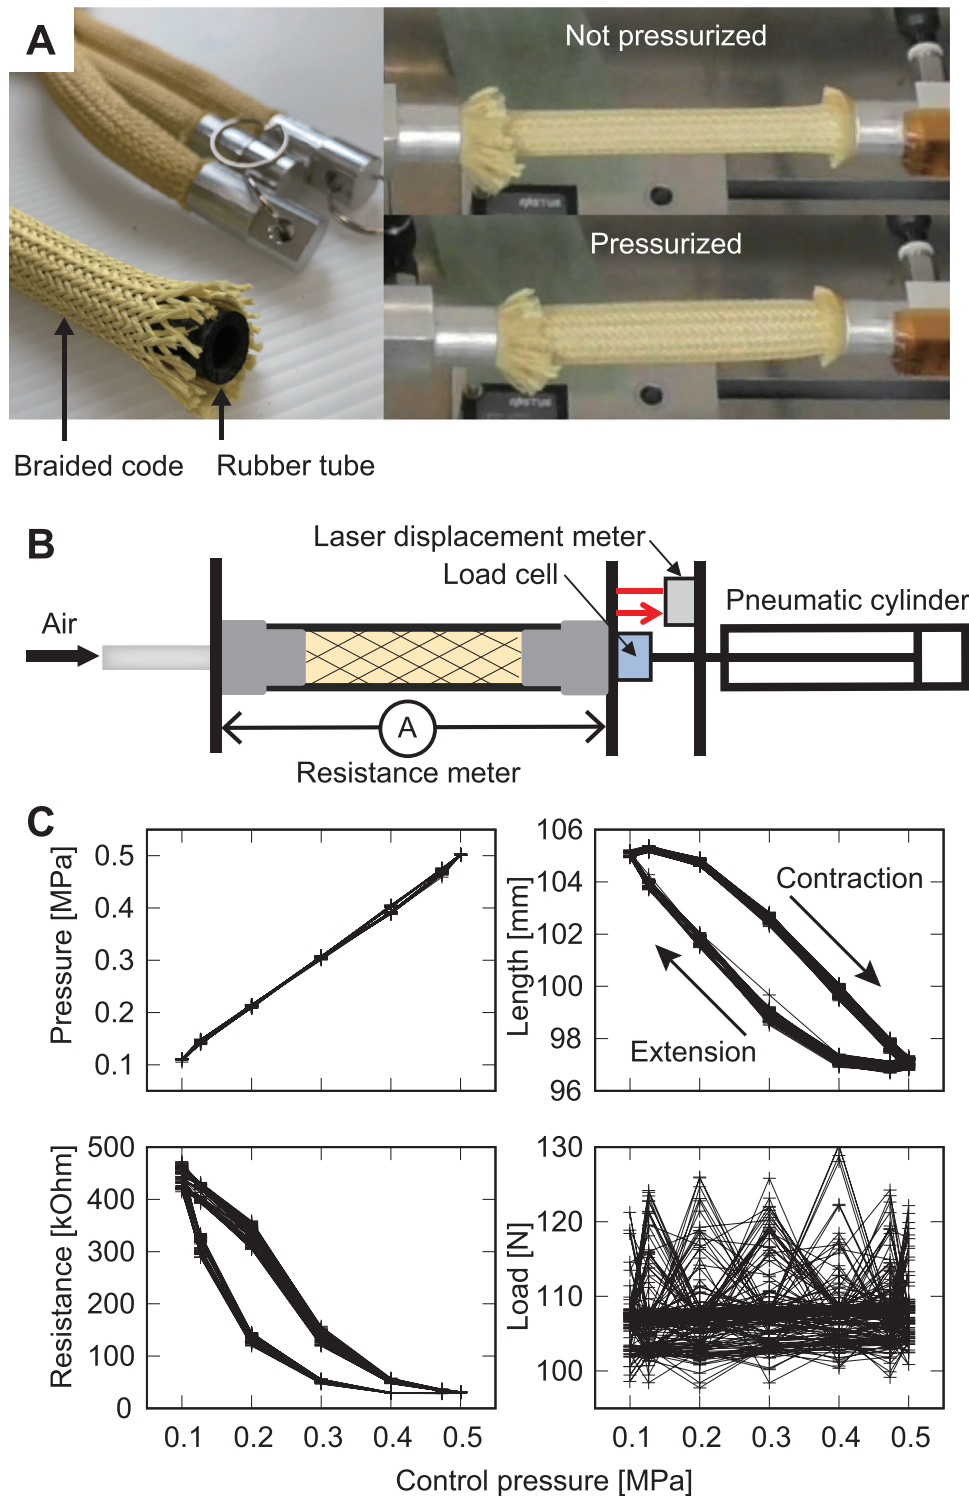 A
Not pressurized
Pressurized
Braided code
Rubber tube
B
Laser displacement meter
Load cell
Pneumatic cylinder
Air
A
Resistance meter
C
Pressure [MPa]
0.5
0.4
0.3
0.2
0.1
Length [mm]
106
104
102
100
98
96
Contraction
Extension
Resistance [kOhm]
500
400
300
200
100
0
0.1 0.2 0.3 0.4 0.5
Load [N]
130
120
110
100
0.1 0.2 0.3 0.4 0.5
Control pressure [MPa]